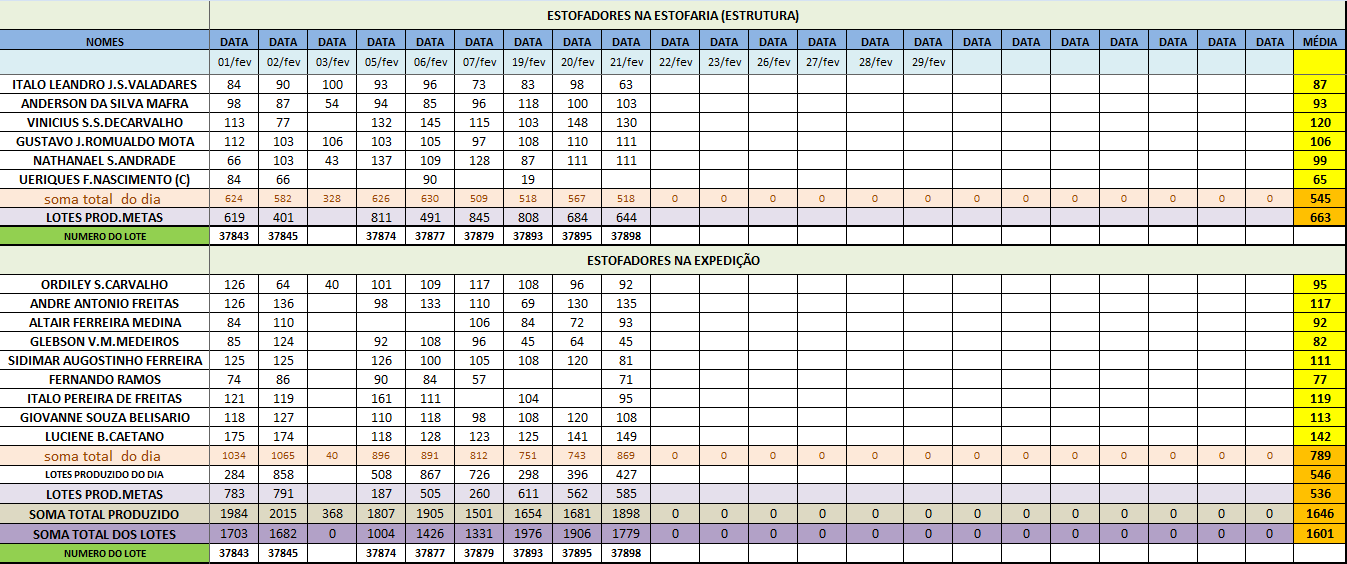 ESTOFADORES NA ESTOFARIA (ESTRUTURA)
NOMES DATA DATA DATA DATA DATA DATA DATA DATA DATA DATA DATA DATA DATA DATA DATA DATA DATA DATA DATA DATA DATA DATA MÉDIA
01/fev 02/fev 03/fev 05/fev 06/fev 07/fev 19/fev 20/fev 21/fev 22/fev 23/fev 26/fev 27/fev 28/fev 29/fev
ITALO LEANDRO J.S.VALADARES 84 90 100 93 96 73 83 98 63 87
ANDERSON DA SILVA MAFRA 98 87 54 94 85 96 118 100 103 93
VINICIUS S.S.DECARVALHO 113 77 132 145 115 103 148 130 120
GUSTAVO J.ROMUALDO MOTA 112 103 106 103 105 97 108 110 111 106
NATHANAEL S.ANDRADE 66 103 43 137 109 128 87 111 111 99
UERIQUES F.NASCIMENTO (C) 84 66 90 19 65
soma total do dia 624 582 328 626 630 509 518 567 518 0 0 0 0 0 0 0 0 0 0 0 0 0 545
LOTES PROD.METAS 619 401 811 491 845 808 684 644 663
NUMERO DO LOTE 37843 37845 37874 37877 37879 37893 37895 37898
ESTOFADORES NA EXPEDIÇÃO
ORDILEY S.CARVALHO 126 64 40 101 109 117 108 96 92 95
ANDRE ANTONIO FREITAS 126 136 98 133 110 69 130 135 117
ALTAIR FERREIRA MEDINA 84 110 106 84 72 93 92
GLEBSON V.M.MEDEIROS 85 124 92 108 96 45 64 45 82
SIDIMAR AUGOSTINHO FERREIRA 125 125 126 100 105 108 120 81 111
FERNANDO RAMOS 74 86 90 84 57 71 77
ITALO PEREIRA DE FREITAS 121 119 161 111 104 95 119
GIOVANNE SOUZA BELISARIO 118 127 110 118 98 108 120 108 113
LUCIENE B.CAETANO 175 174 118 128 123 125 141 149 142
soma total do dia 1034 1065 40 896 891 812 751 743 869 0 0 0 0 0 0 0 0 0 0 0 0 0 789
LOTES PRODUZIDO DO DIA 284 858 508 867 726 298 396 427 546
LOTES PROD.METAS 783 791 187 505 260 611 562 585 536
SOMA TOTAL PRODUZIDO 1984 2015 368 1807 1905 1501 1654 1681 1898 0 0 0 0 0 0 0 0 0 0 0 0 0 1646
SOMA TOTAL DOS LOTES 1703 1682 0 1004 1426 1331 1976 1906 1779 0 0 0 0 0 0 0 0 0 0 0 0 0 1601
NUMERO DO LOTE 37843 37845 37874 37877 37879 37893 37895 37898